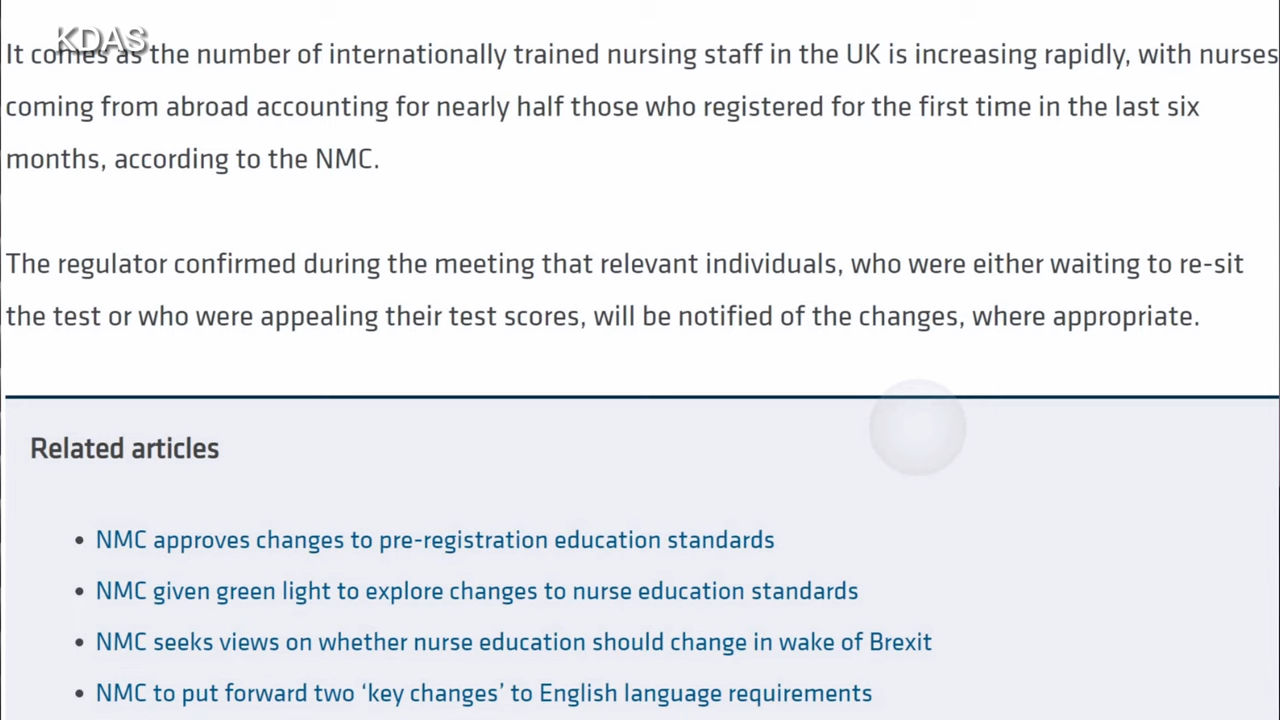 KDAS
It comes as the number of internationally trained nursing staff in the UK is increasing rapidly, with nurses
coming from abroad accounting for nearly half those who registered for the first time in the last six
months, according to the NMC.
The regulator confirmed during the meeting that relevant individuals, who were either waiting to re-sit
the test or who were appealing their test scores, will be notified of the changes, where appropriate.
Related articles
• NMC approves changes to pre-registration education standards
• NMC given green light to explore changes to nurse education standards
• NMC seeks views on whether nurse education should change in wake of Brexit
• NMC to put forward two ‘key changes’ to English language requirements